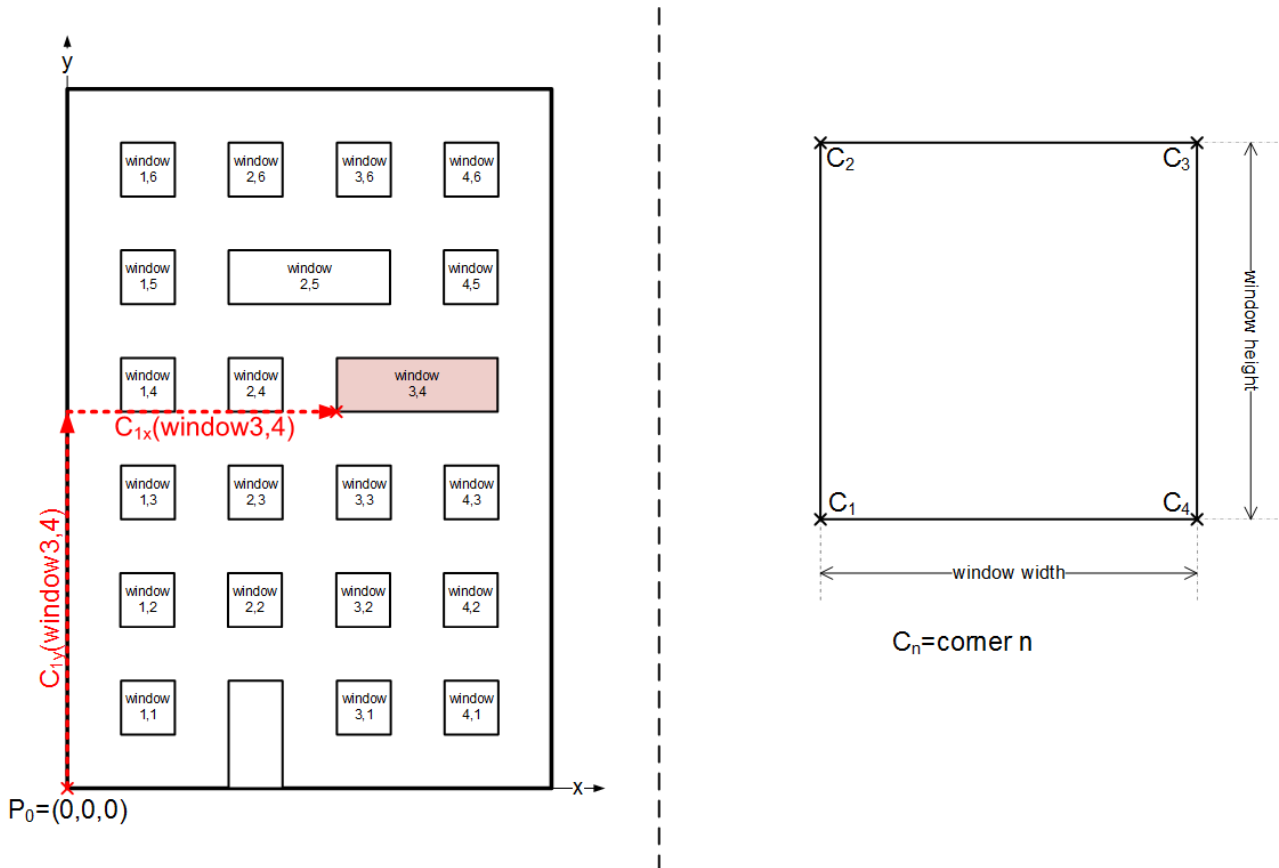 y
window
1,6
window
2,6
window
3,6
window
4,6
window
1,5
window
2,5
window
4,5
window
1,4
window
2,4
window
3,4
C1x(window3,4)
C1y(window3,4)
window
1,3
window
2,3
window
3,3
window
4,3
window
1,2
window
2,2
window
3,2
window
4,2
window
1,1
window
3,1
window
4,1
x
P0=(0,0,0)
C2
C3
C1
C4
window height
window width
Cn=corner n